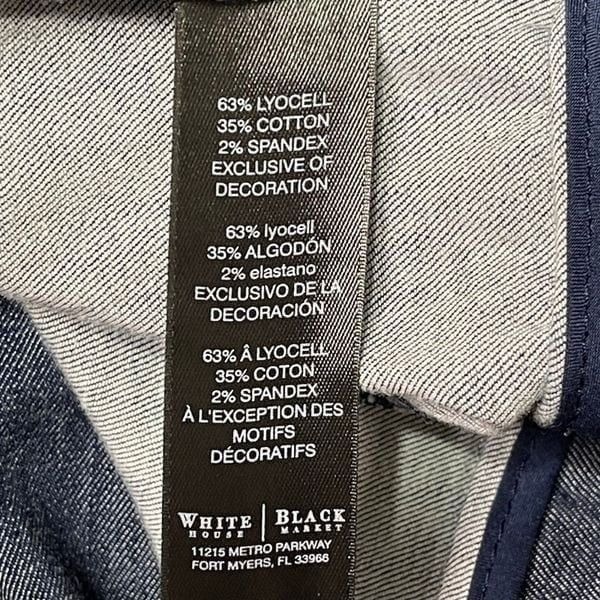 63% LYOCELL
35% COTTON
2% SPANDEX
EXCLUSIVE OF
DECORATION
63% lyocell
35% ALGODÓN
2% elastano
EXCLUSIVO DE LA
DECORACIÓN
63% Â LYOCELL
35% COTON
2% SPANDEX
À L'EXCEPTION DES
MOTIFS
DÉCORATIFS
WHITE | BLACK
HOUSE MARKET
11215 METRO PARKWAY
FORT MYERS, FL 33966